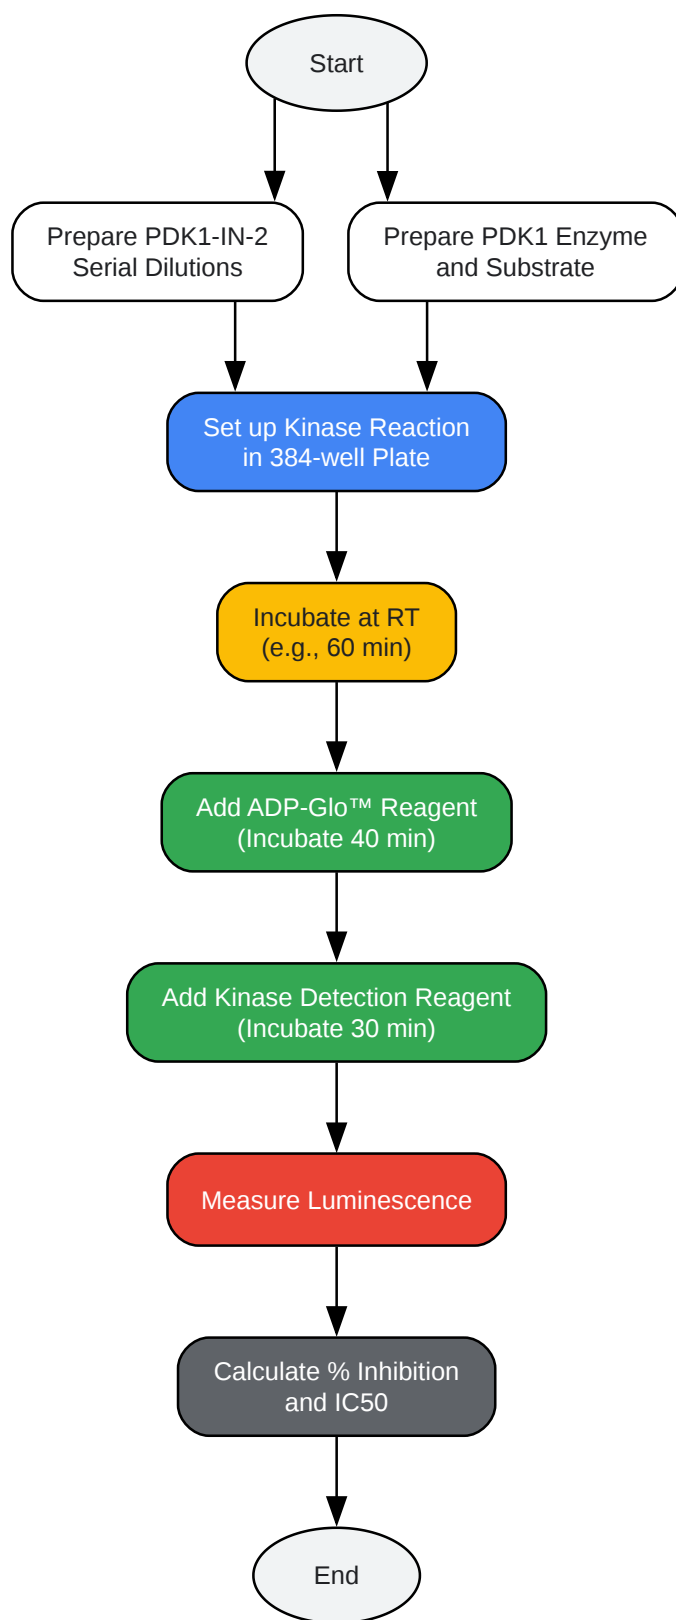 Start
Prepare PDK1-IN-2
Serial Dilutions
Prepare PDK1 Enzyme
and Substrate
Set up Kinase Reaction
in 384-well Plate
Incubate at RT
(e.g., 60 min)
Add ADP-Glo™ Reagent
(Incubate 40 min)
Add Kinase Detection Reagent
(Incubate 30 min)
Measure Luminescence
Calculate % Inhibition
and IC50
End